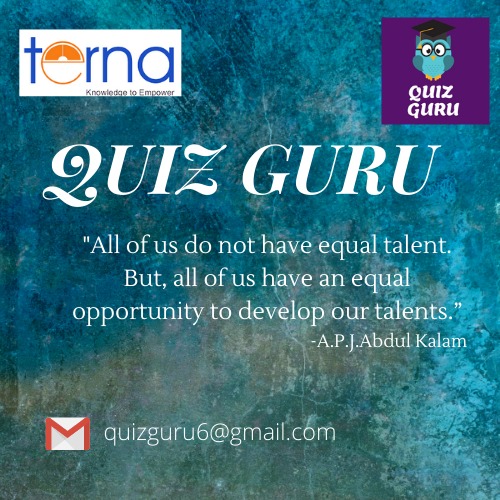 terna
Knowledge to Empower
QUIZ
GURU
QUIZ GURU
"All of us do not have equal talent.
But, all of us have an equal
opportunity to develop our talents.”
-A.P.J.Abdul Kalam
quizguru6@gmail.com